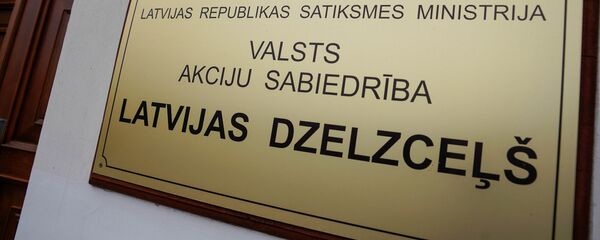 LATVIJAS REPUBLIKAS SATIKSMES MINISTRIJA
VALSTS
AKCIJU SABIEDRĪBA
LATVIJAS DZELZCEĻŠ